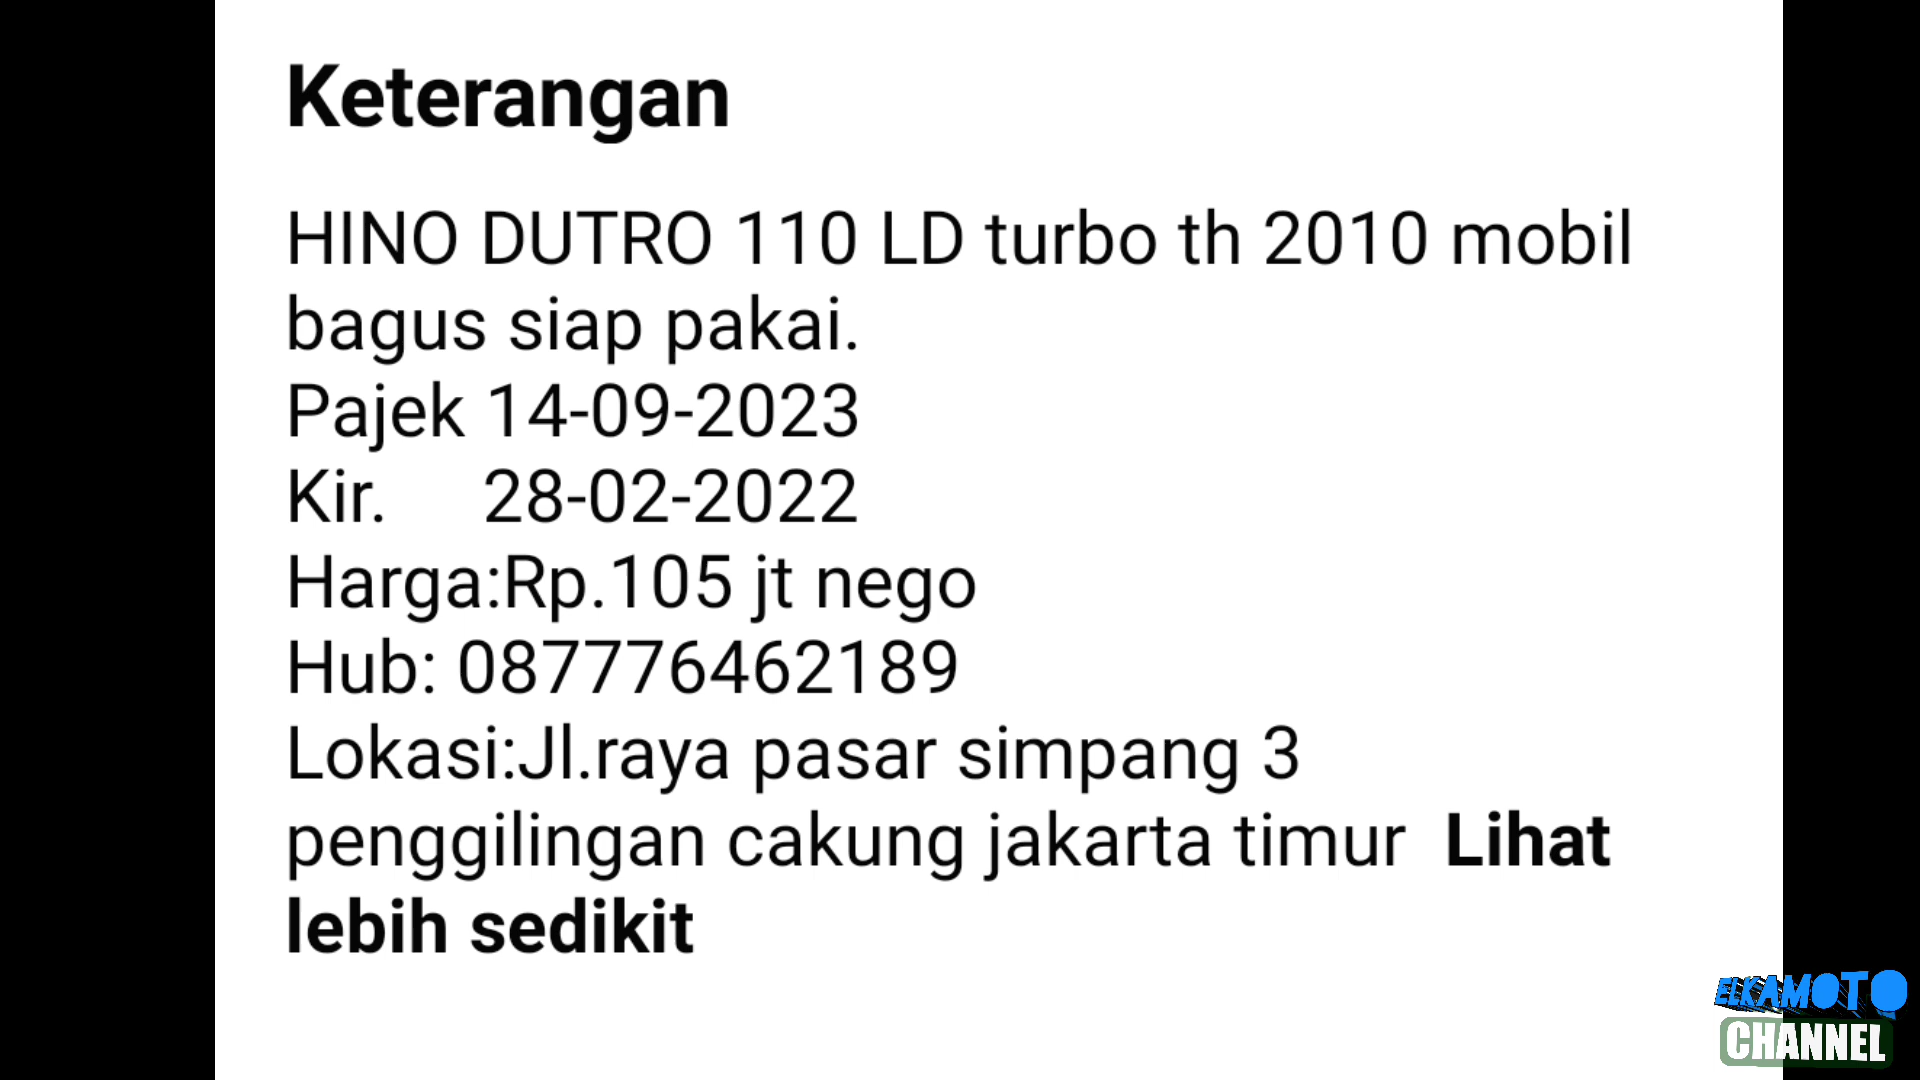 Keterangan
HINO DUTRO 110 LD turbo th 2010 mobil
bagus siap pakai.
Pajek 14-09-2023
Kir. 28-02-2022
Harga:Rp.105 jt nego
Hub: 087776462189
Lokasi:Jl.raya pasar simpang 3
penggilingan cakung jakarta timur Lihat
lebih sedikit
ELKAMOTO
CHANNEL